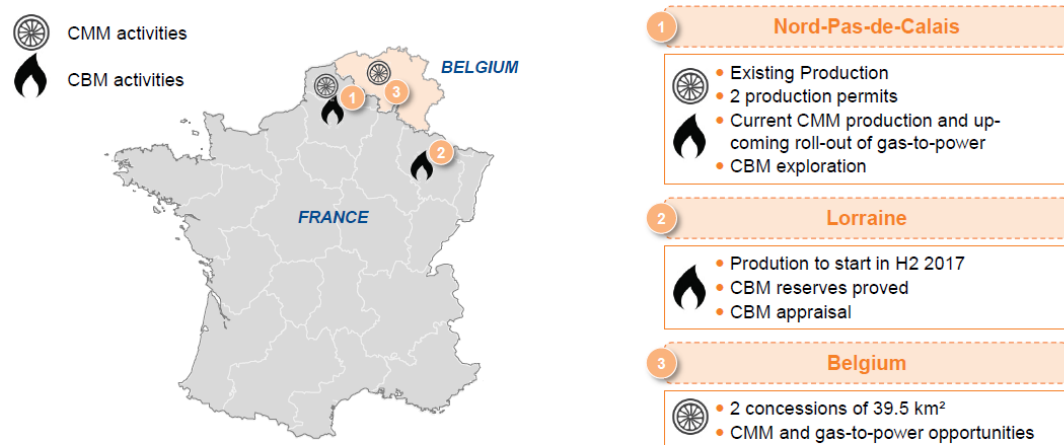 CMM activities
CBM activities
BELGIUM
1
3
2
FRANCE
1
Nord-Pas-de-Calais
• Existing Production
• 2 production permits
• Current CMM production and up-
coming roll-out of gas-to-power
• CBM exploration
2
Lorraine
• Prodution to start in H2 2017
• CBM reserves proved
• CBM appraisal
3
Belgium
• 2 concessions of 39.5 km²
• CMM and gas-to-power opportunities